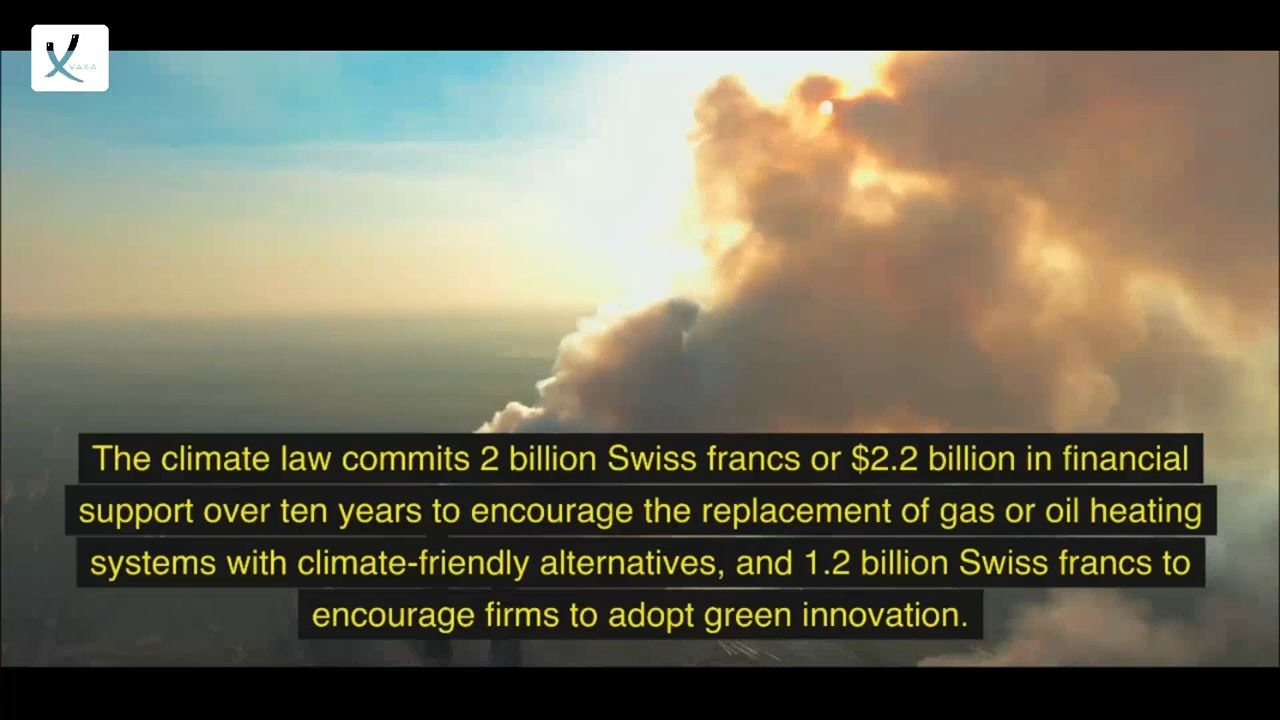 VAXA
The climate law commits 2 billion Swiss francs or $2.2 billion in financial
support over ten years to encourage the replacement of gas or oil heating
systems with climate-friendly alternatives, and 1.2 billion Swiss francs to
encourage firms to adopt green innovation.